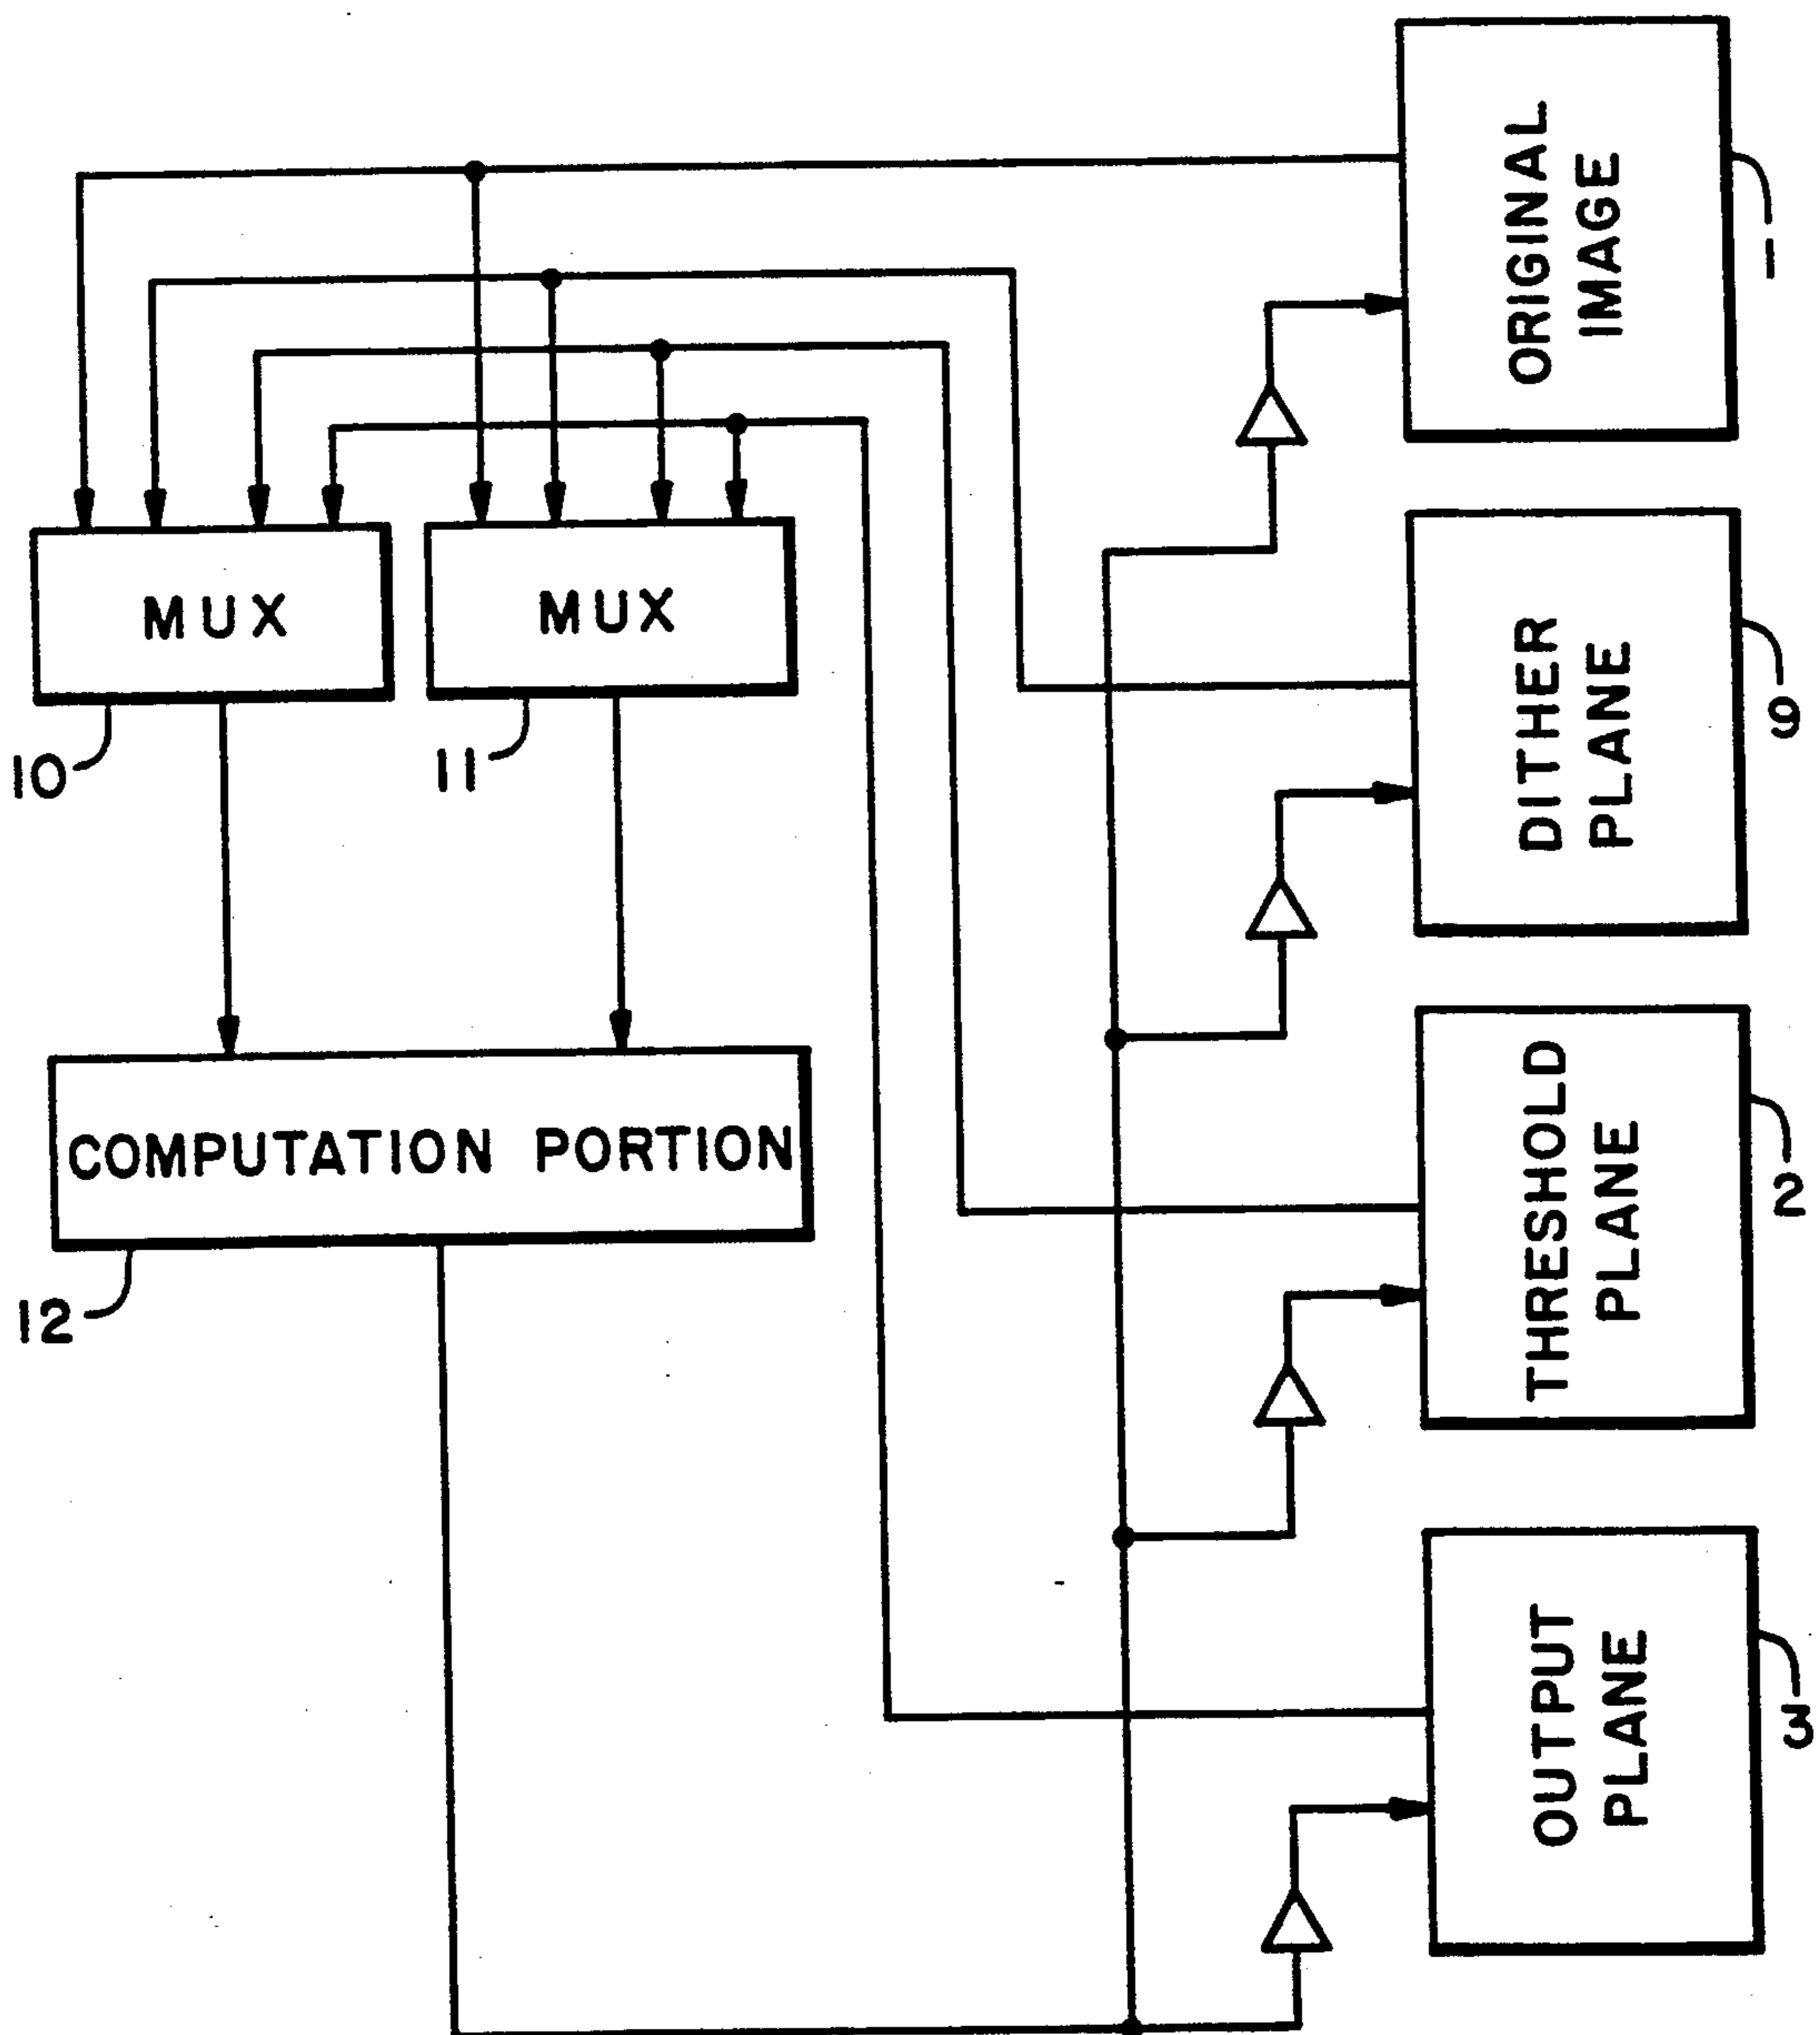 ORIGINAL
IMAGE
1
MUX
MUX
10
11
DITHER
PLANE
9
COMPUTATION PORTION
12
THRESHOLD
PLANE
2
OUTPUT
PLANE
3